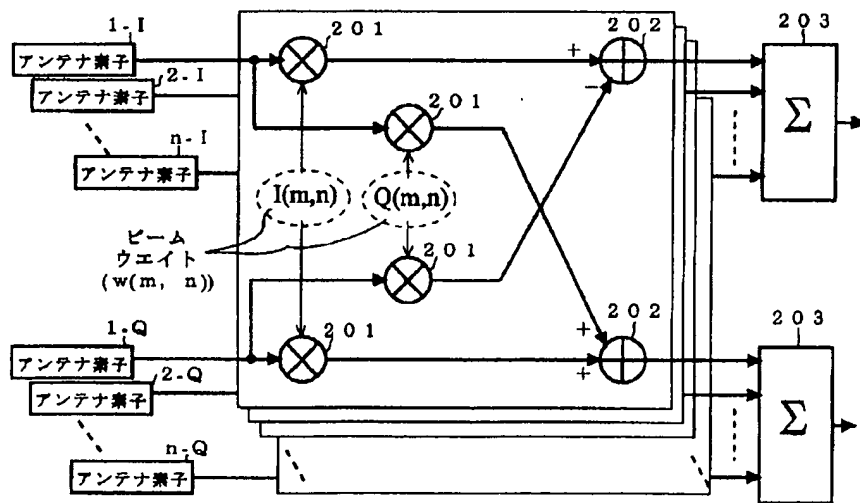 1-I
アンテナ素子
2-I
アンテナ素子
n-I
アンテナ素子
201
202
203
+
−
201
Σ
I(m,n)
Q(m,n)
ビーム
ウエイト
(w(m, n))
201
1-Q
アンテナ素子
2-Q
アンテナ素子
n-Q
アンテナ素子
201
202
203
+
+
Σ